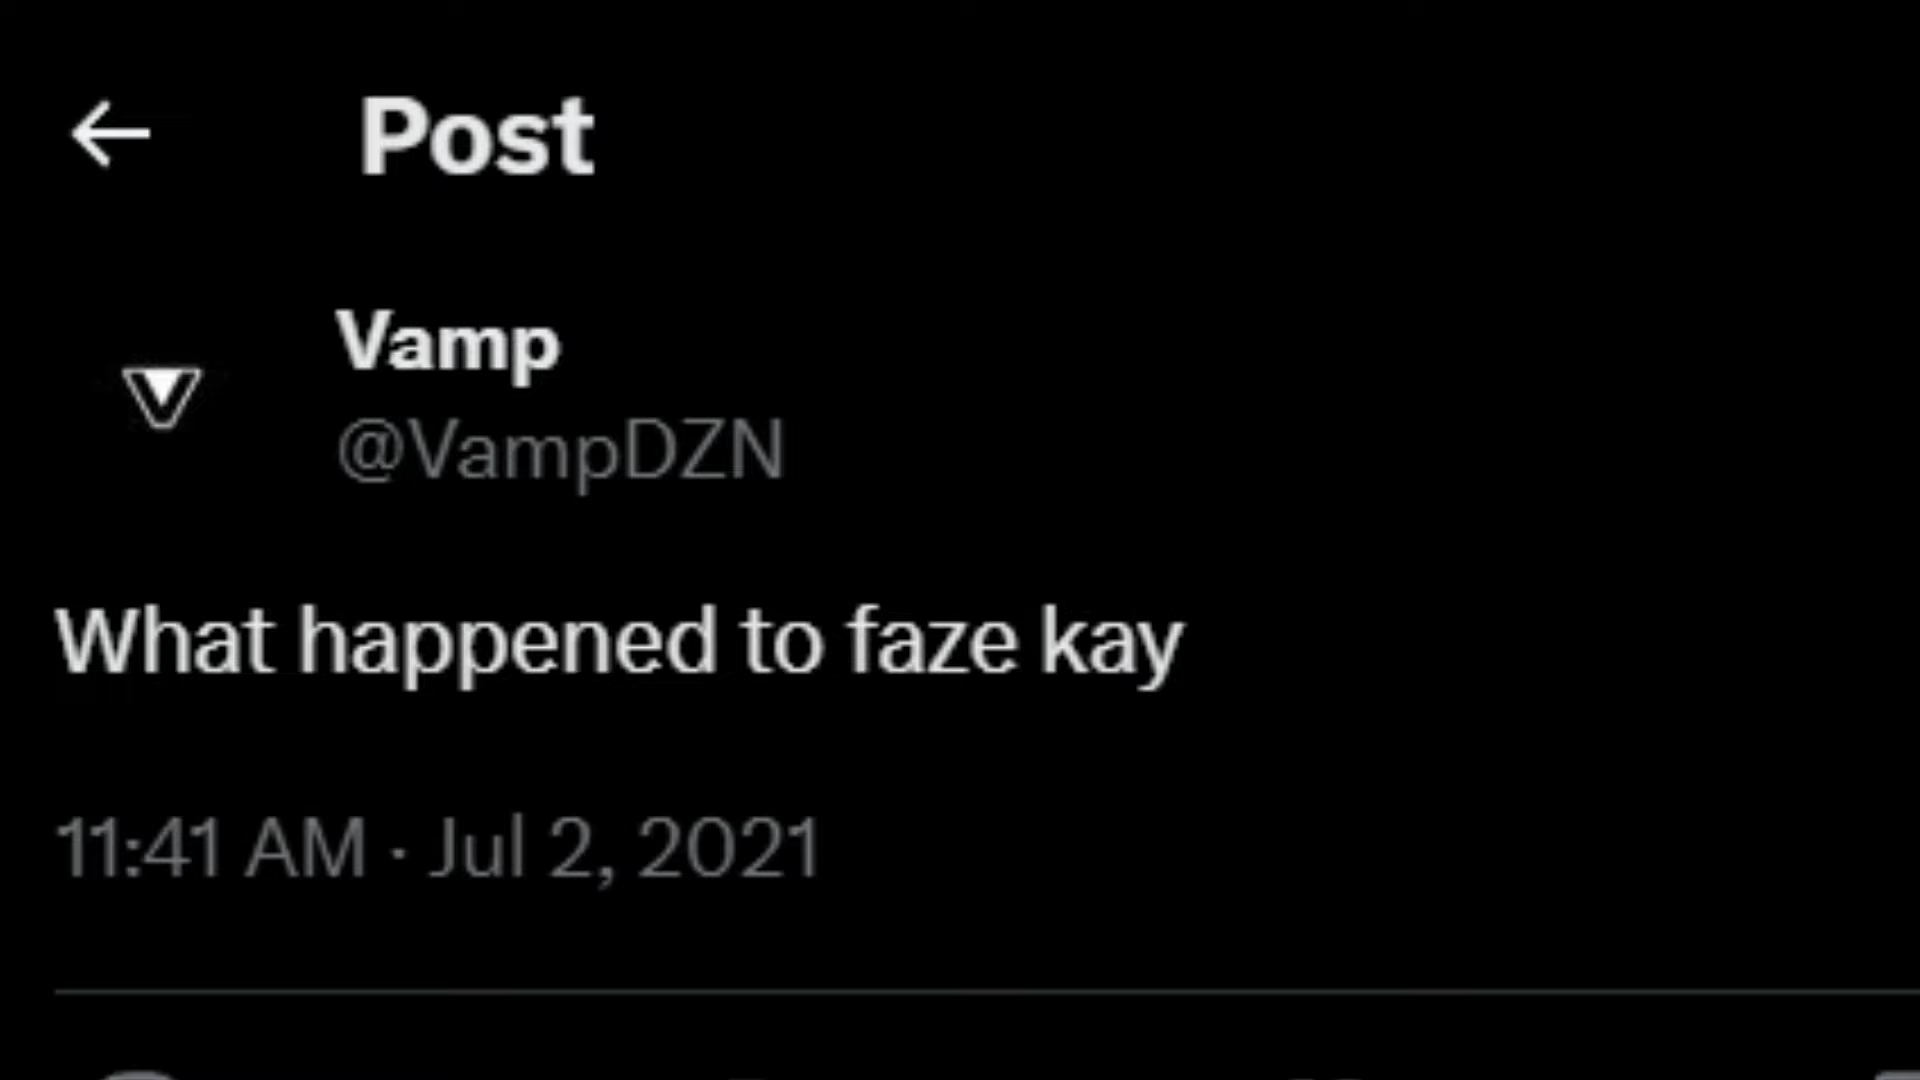 Post
Vamp
@VampDZN
What happened to faze kay
11:41 AM · Jul 2, 2021